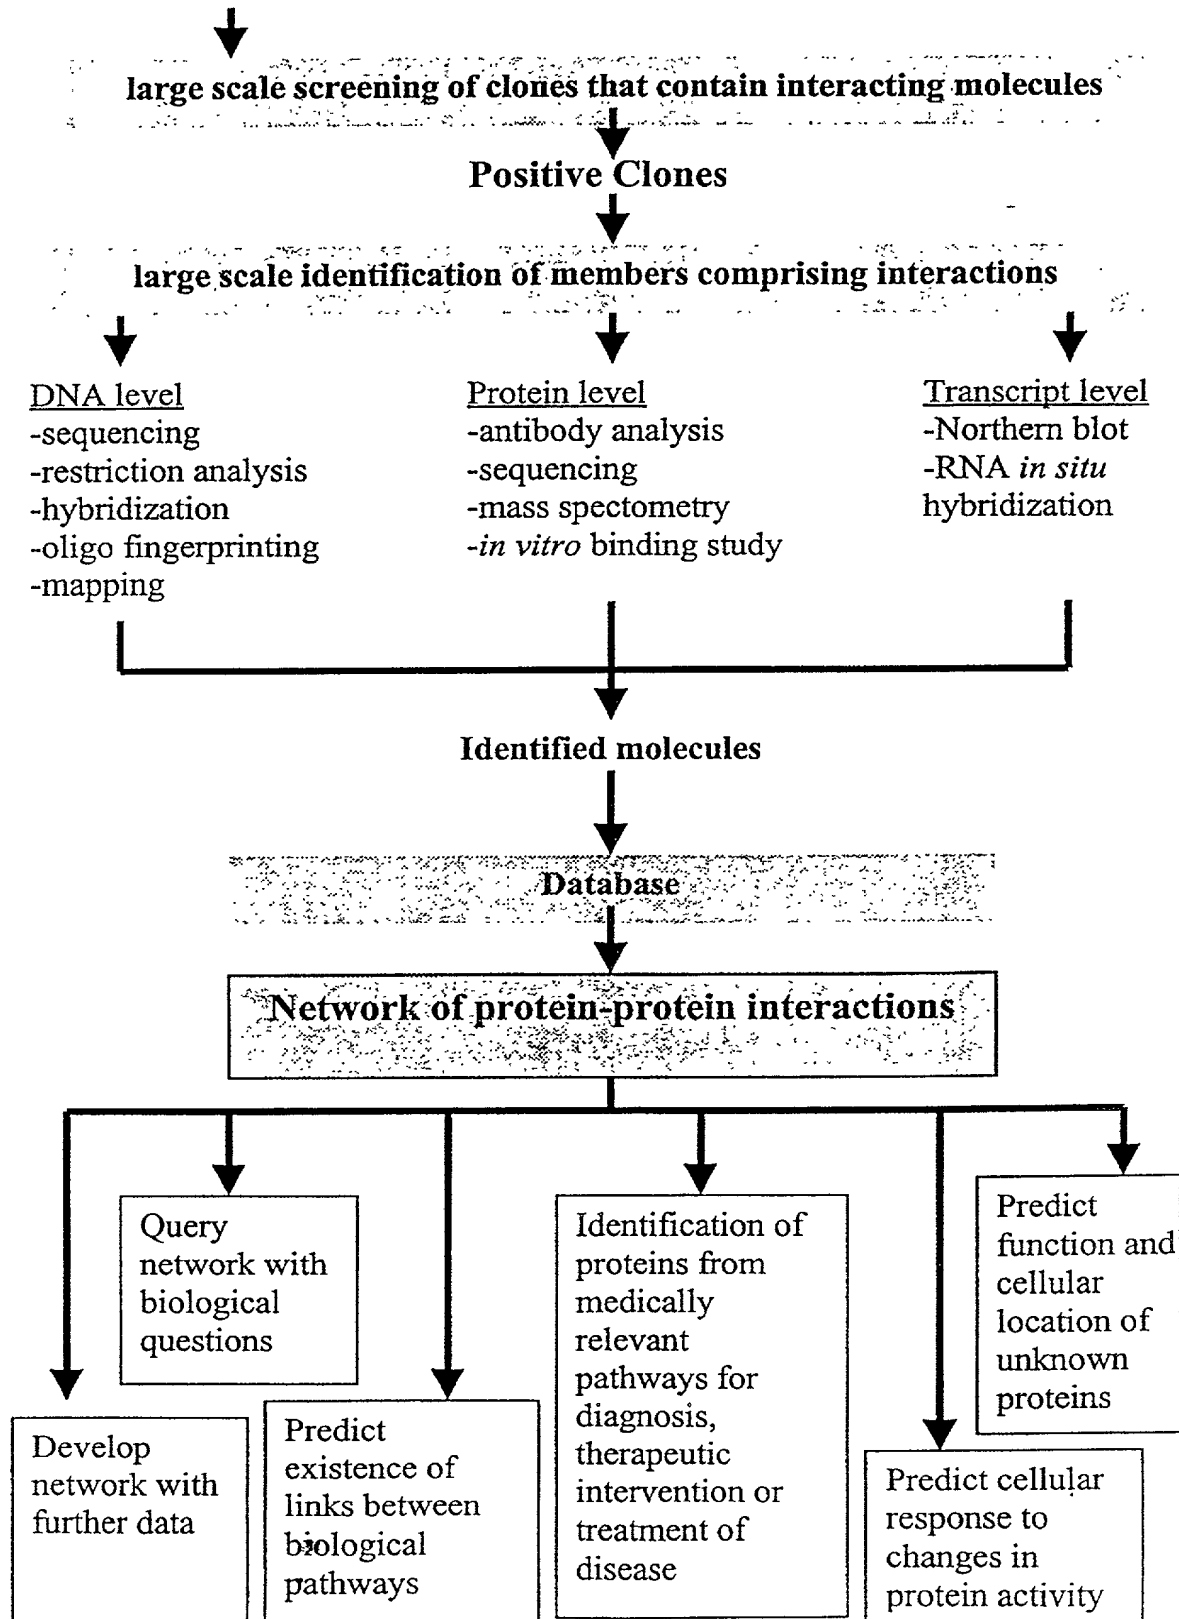 large scale screening of clones that contain interacting molecules
Positive Clones
large scale identification of members comprising interactions
DNA level
-sequencing
-restriction analysis
-hybridization
-oligo fingerprinting
-mapping
Protein level
-antibody analysis
-sequencing
-mass spectometry
-in vitro binding study
Transcript level
-Northern blot
-RNA in situ
hybridization
Identified molecules
Database
Network of protein-protein interactions
Develop
network with
further data
Query
network with
biological
questions
Predict
existence of
links between
biological
pathways
Identification of
proteins from
medically
relevant
pathways for
diagnosis,
therapeutic
intervention or
treatment of
disease
Predict cellular
response to
changes in
protein activity
Predict
function and
cellular
location of
unknown
proteins